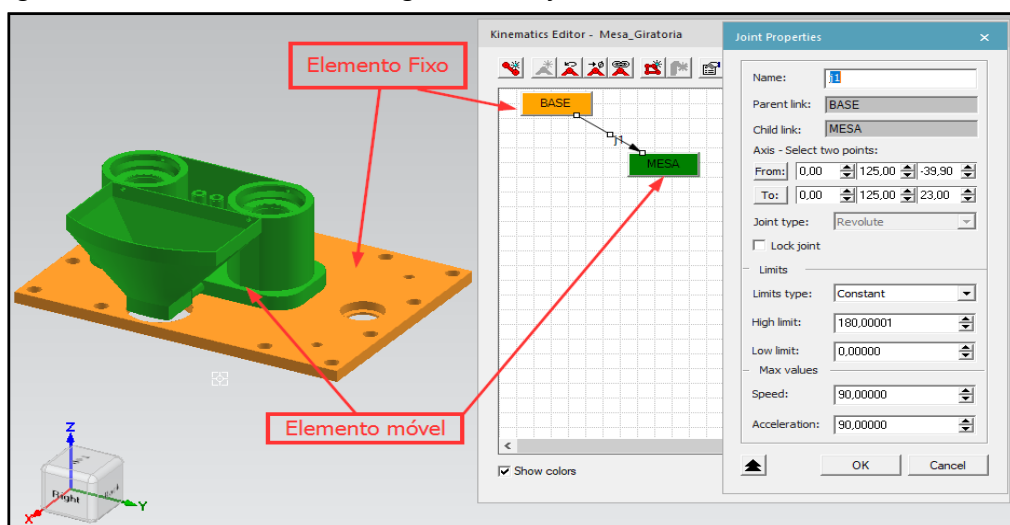 Kinematics Editor - Mesa_Giratoria
Joint Properties
Elemento Fixo
BASE
j1
MESA
Elemento móvel
Show colors
Name: j1
Parent link: BASE
Child link: MESA
Axis - Select two points:
From: 0,00 125,00 -39,90
To: 0,00 125,00 23,00
Joint type: Revolute
Lock joint
Limits
Limits type: Constant
High limit: 180,00001
Low limit: 0,00000
Max values
Speed: 90,00000
Acceleration: 90,00000
OK Cancel
Z
Right
X
Y